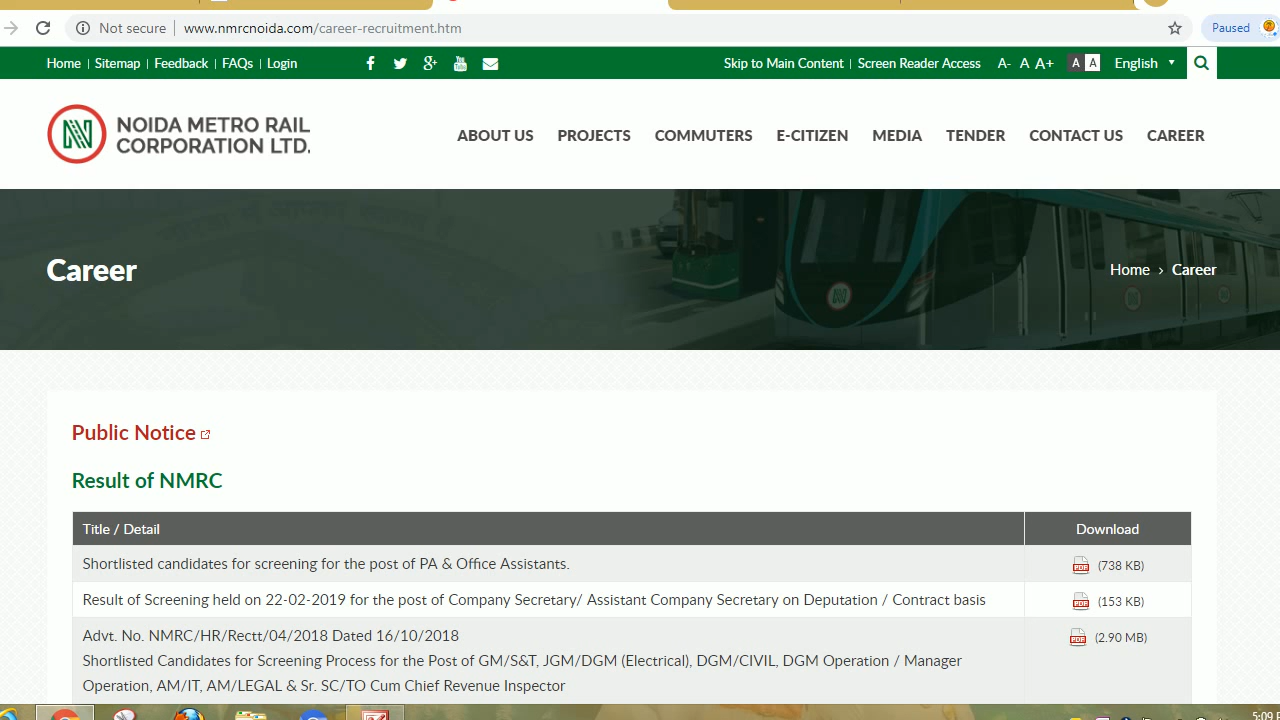 Not secure www.nmrcnoida.com/career-recruitment.htm Paused
Home Sitemap Feedback FAQs Login Skip to Main Content Screen Reader Access A- A A+ A A English
NOIDA METRO RAIL
CORPORATION LTD.
ABOUT US PROJECTS COMMUTERS E-CITIZEN MEDIA TENDER CONTACT US CAREER
Career
Home › Career
Public Notice
Result of NMRC
Title / Detail Download
Shortlisted candidates for screening for the post of PA & Office Assistants. (738 KB)
Result of Screening held on 22-02-2019 for the post of Company Secretary/ Assistant Company Secretary on Deputation / Contract basis (153 KB)
Advt. No. NMRC/HR/Rectt/04/2018 Dated 16/10/2018 (2.90 MB)
Shortlisted Candidates for Screening Process for the Post of GM/S&T, JGM/DGM (Electrical), DGM/CIVIL, DGM Operation / Manager
Operation, AM/IT, AM/LEGAL & Sr. SC/TO Cum Chief Revenue Inspector
5:09